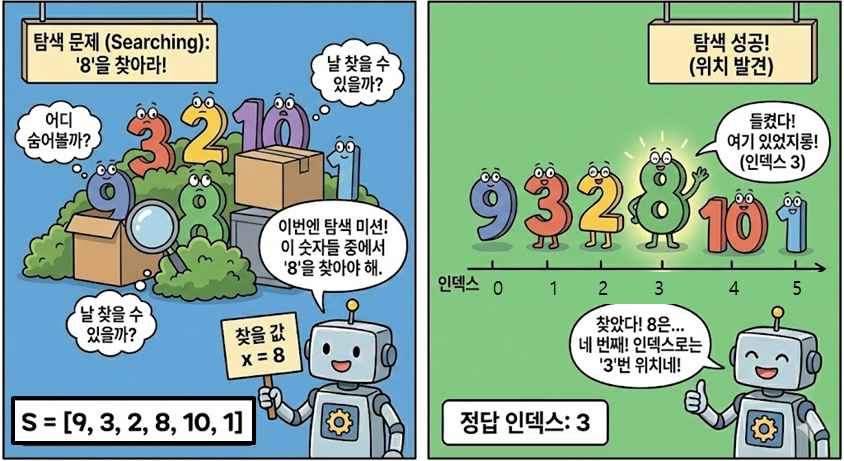 탐색 문제 (Searching):
'8'을 찾아라!
날 찾을 수
있을까?
어디
숨어볼까?
3 2 10
9 8 1
이번엔 탐색 미션!
이 숫자들 중에서
'8'을 찾아야 해.
날 찾을 수
있을까?
찾을 값
x = 8
S = [9, 3, 2, 8, 10, 1]
탐색 성공!
(위치 발견)
들켰다!
여기 있었지롱!
(인덱스 3)
9 3 2 8 10 1
인덱스 0 1 2 3 4 5
찾았다! 8은...
네 번째! 인덱스로는
'3'번 위치네!
정답 인덱스: 3